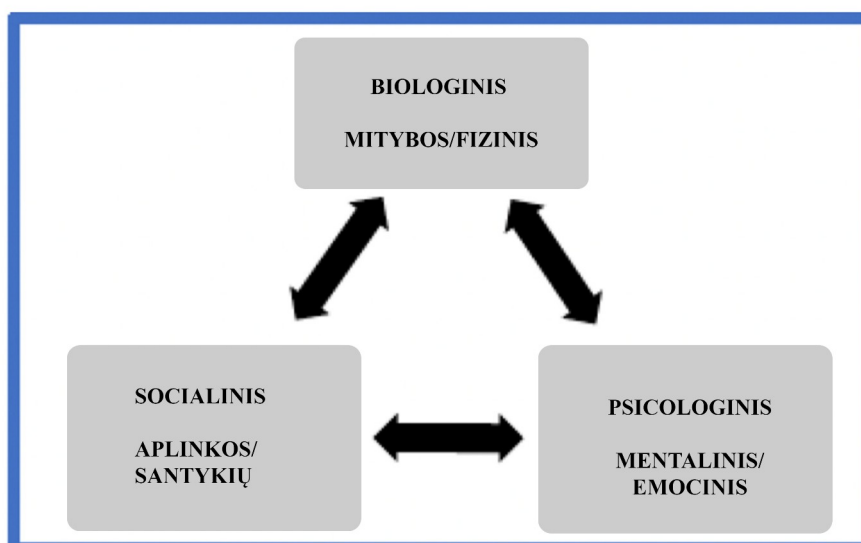 BIOLOGINIS
MITYBOS/FIZINIS
SOCIALINIS
APLINKOS/
SANTYKIŲ
PSICOLOGINIS
MENTALINIS/
EMOCINIS